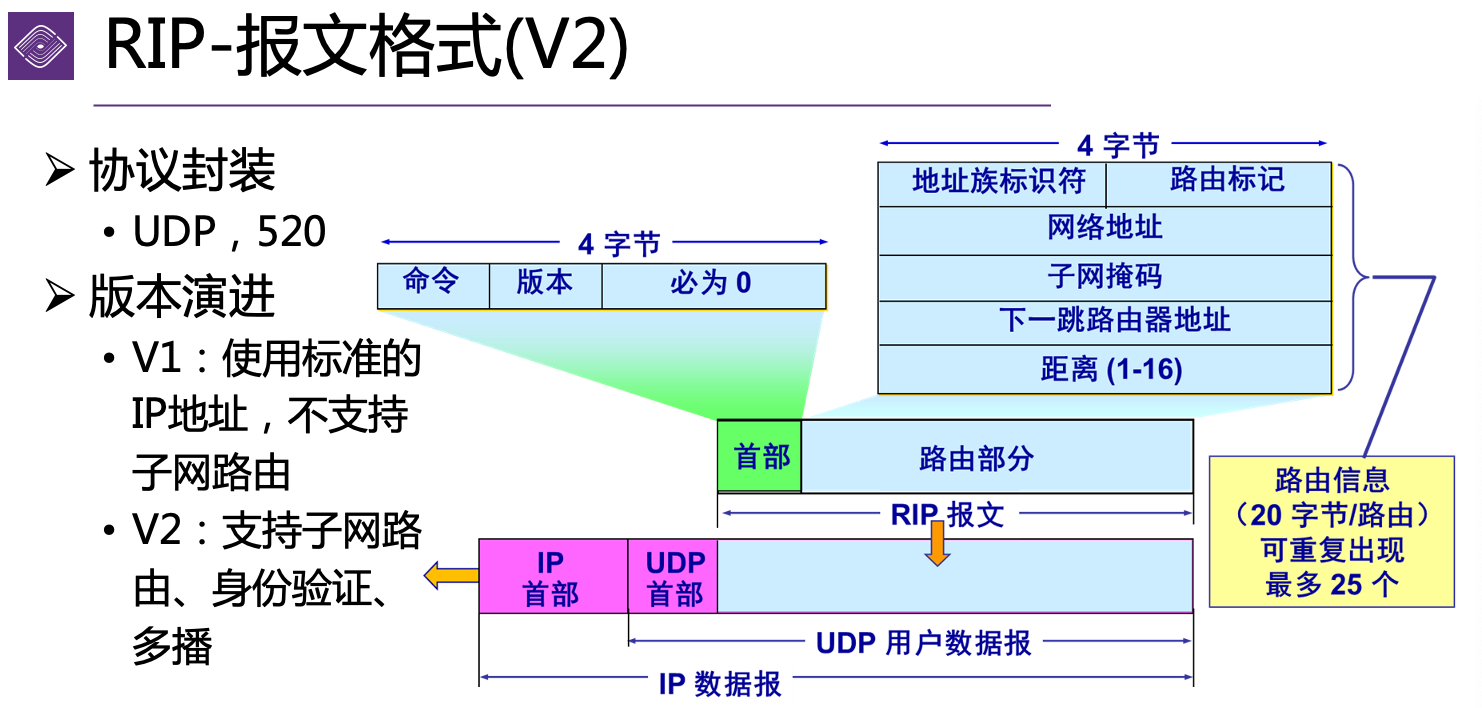 RIP-报文格式(V2)
➢ 协议封装
• UDP，520
➢ 版本演进
• V1：使用标准的
IP地址，不支持
子网路由
• V2：支持子网路
由、身份验证、
多播
4 字节
命令 版本 必为 0
4 字节
地址族标识符 路由标记
网络地址
子网掩码
下一跳路由器地址
距离 (1-16)
首部 路由部分
RIP 报文
路由信息
（20 字节/路由）
可重复出现
最多 25 个
IP
首部
UDP
首部
UDP 用户数据报
IP 数据报